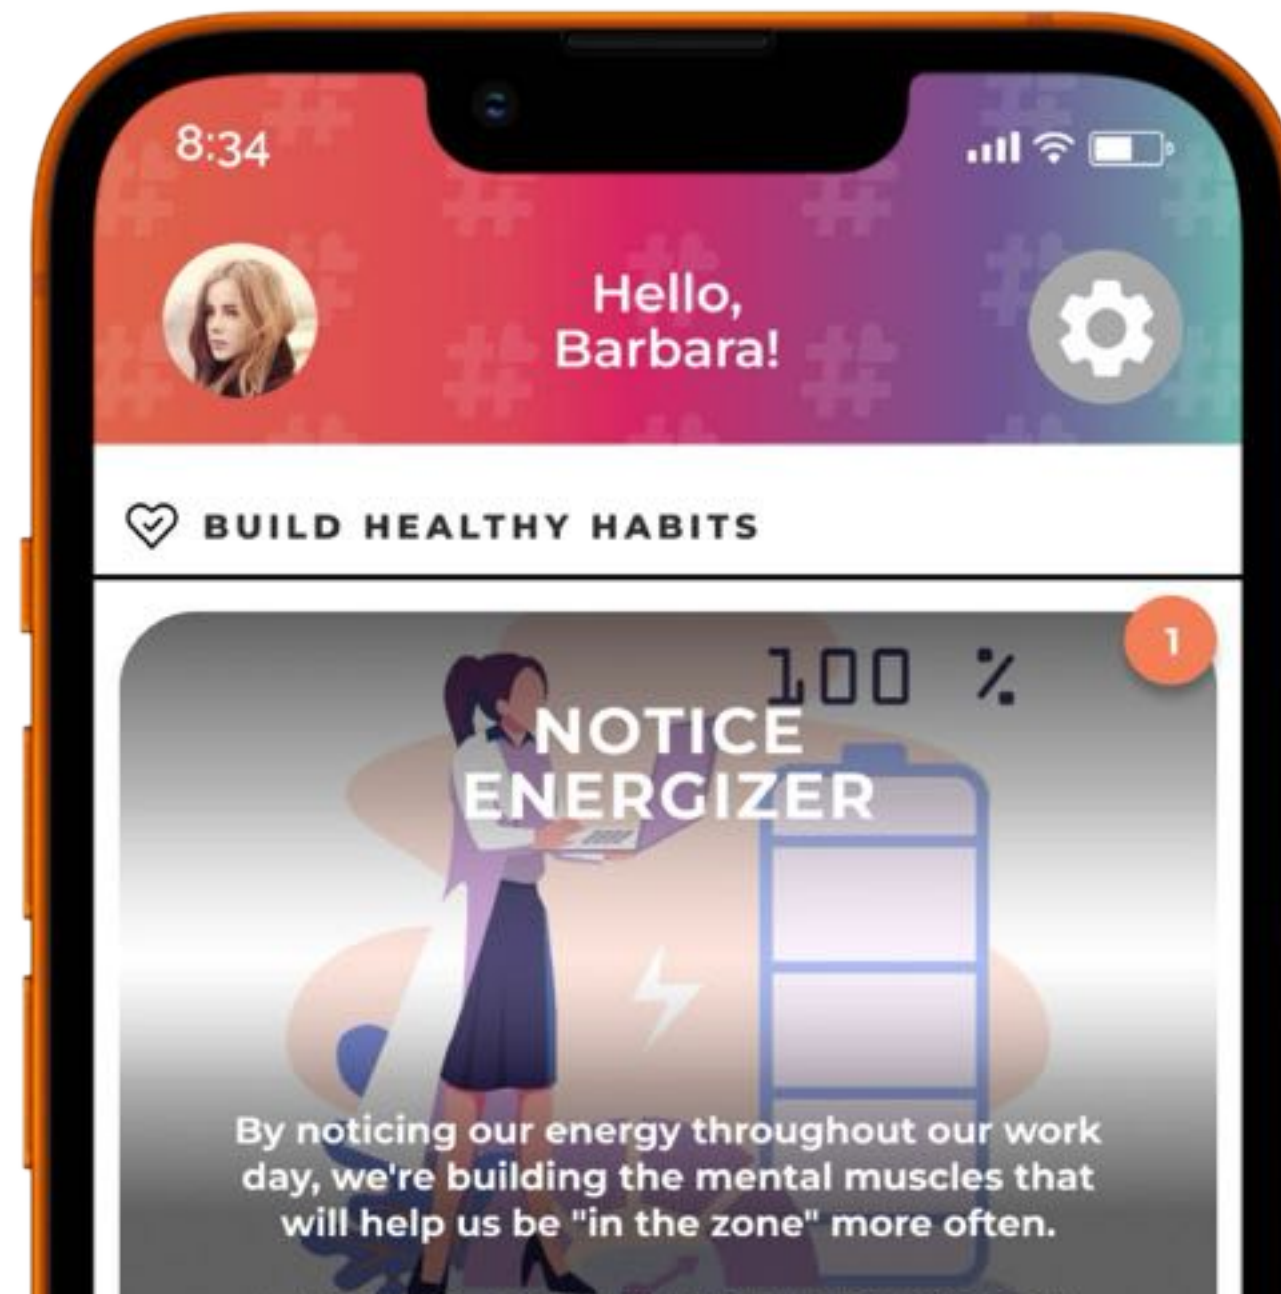 8:34
Hello,
Barbara!
BUILD HEALTHY HABITS
1
100 %
NOTICE
ENERGIZER
By noticing our energy throughout our work
day, we're building the mental muscles that
will help us be "in the zone" more often.